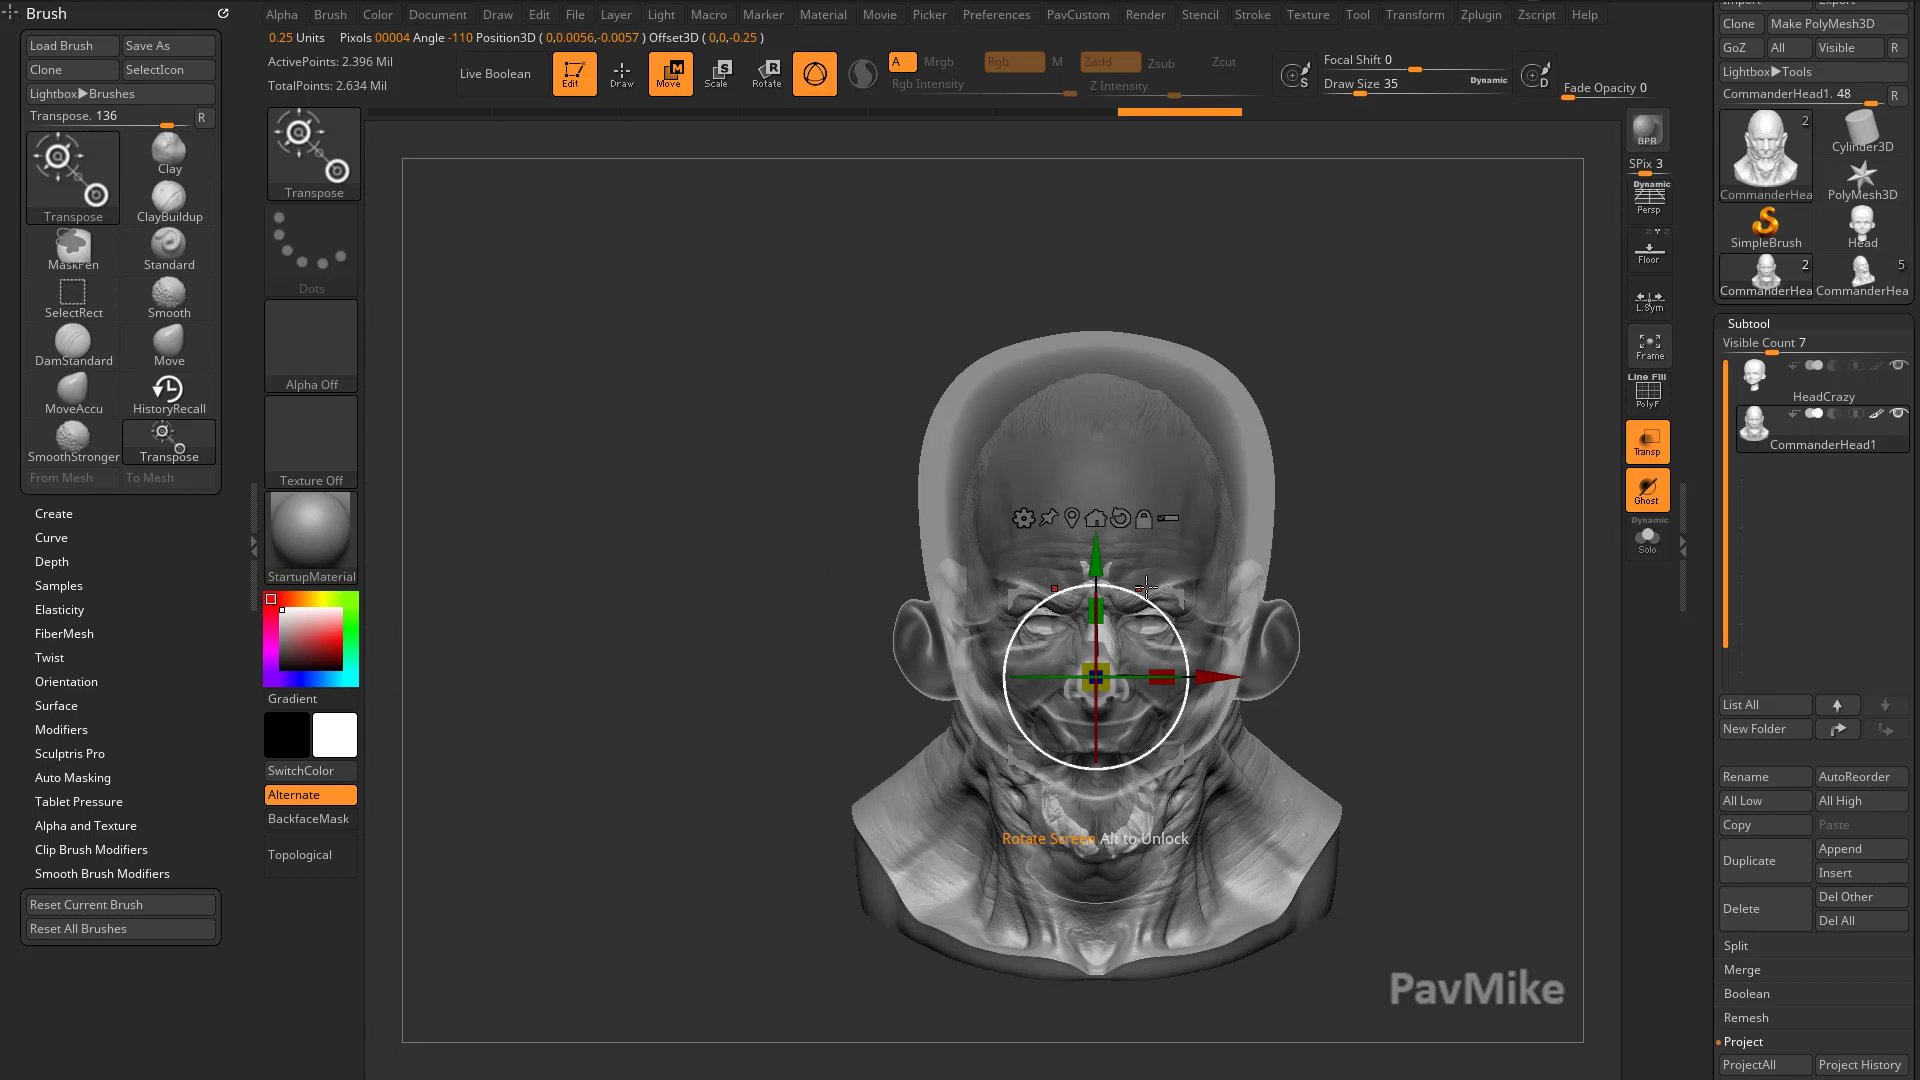 Brush
Alpha Brush Color Document Draw Edit File Layer Light Macro Marker Material Movie Picker Preferences PavCustom Render Stencil Stroke Texture Tool Transform Zplugin Zscript Help
0.25 Units Pixols 00004 Angle -110 Position3D ( 0,0.0056,-0.0057 ) Offset3D ( 0,0,-0.25 )
ActivePoints: 2.396 Mil
TotalPoints: 2.634 Mil
Live Boolean
Edit
Draw
Move
Scale
Rotate
A
Mrgb
Rgb
M
Zadd
Zsub
Zcut
Rgb Intensity
Z Intensity
Focal Shift 0
Draw Size 35
Dynamic
Fade Opacity 0
Load Brush
Save As
Clone
SelectIcon
Lightbox▶Brushes
Transpose. 136
R
Transpose
Clay
ClayBuildup
MaskPen
Standard
SelectRect
Smooth
DamStandard
Move
MoveAccu
HistoryRecall
SmoothStronger
Transpose
From Mesh
To Mesh
Create
Curve
Depth
Samples
Elasticity
FiberMesh
Twist
Orientation
Surface
Modifiers
Sculptris Pro
Auto Masking
Tablet Pressure
Alpha and Texture
Clip Brush Modifiers
Smooth Brush Modifiers
Reset Current Brush
Reset All Brushes
Transpose
Dots
Alpha Off
Texture Off
StartupMaterial
Gradient
SwitchColor
Alternate
BackfaceMask
Topological
Rotate Screen Alt to Unlock
PavMike
BPR
SPix 3
Dynamic
Persp
Floor
L.Sym
Frame
Line Fill
PolyF
Transp
Ghost
Dynamic
Solo
Clone
Make PolyMesh3D
GoZ
All
Visible
R
Lightbox▶Tools
CommanderHead1. 48
R
2
CommanderHea
Cylinder3D
PolyMesh3D
SimpleBrush
Head
2
5
CommanderHea
CommanderHea
Subtool
Visible Count 7
HeadCrazy
CommanderHead1
List All
New Folder
Rename
AutoReorder
All Low
All High
Copy
Paste
Duplicate
Append
Insert
Delete
Del Other
Del All
Split
Merge
Boolean
Remesh
Project
ProjectAll
Project History